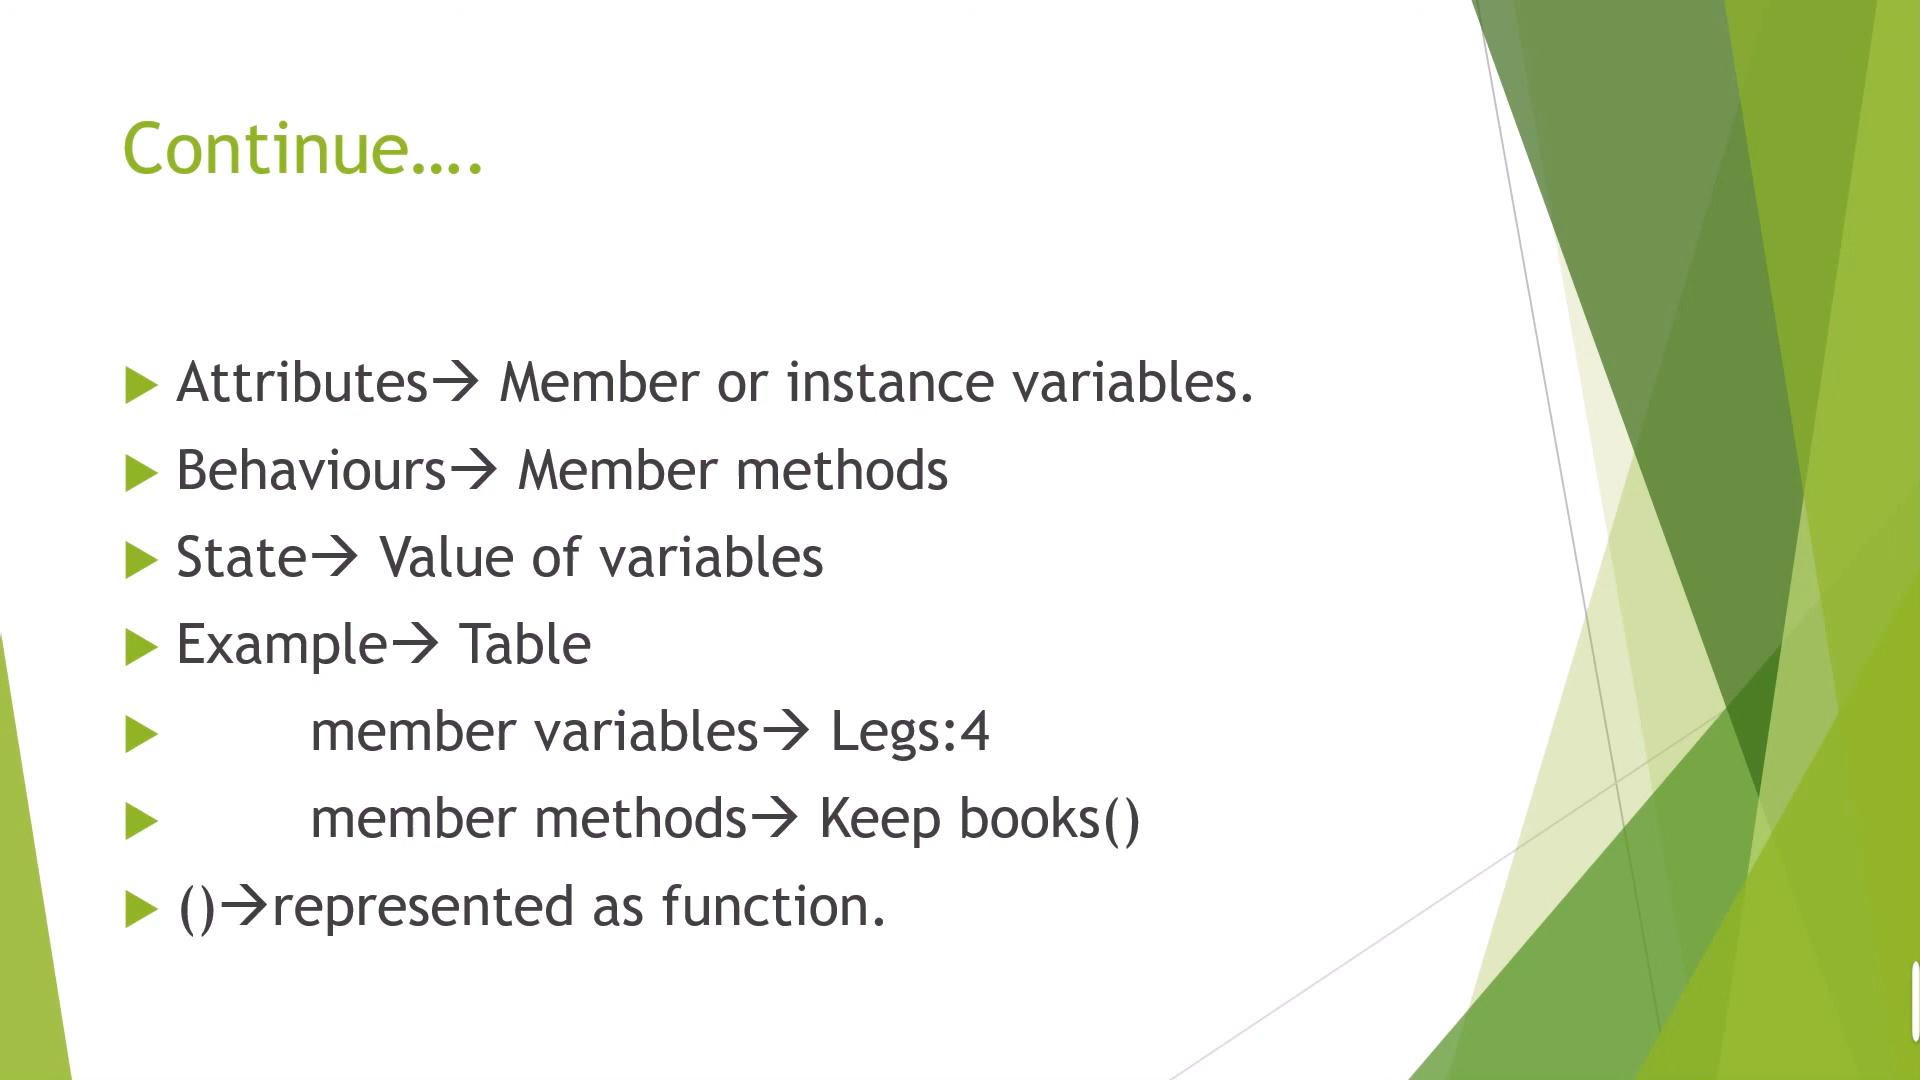 Continue....
Attributes→ Member or instance variables.
Behaviours→ Member methods
State→ Value of variables
Example→ Table
member variables→ Legs:4
member methods→ Keep books()
()→represented as function.